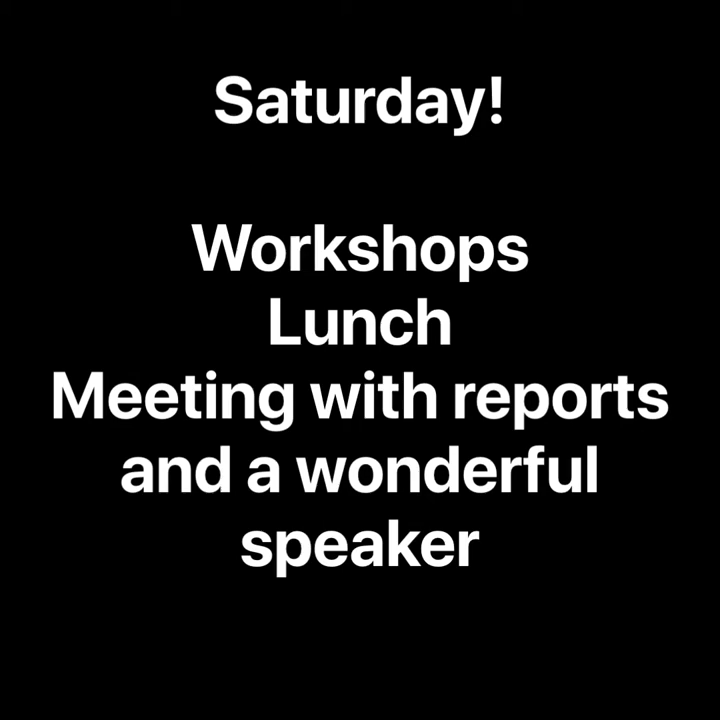 Saturday!
Workshops
Lunch
Meeting with reports
and a wonderful
speaker